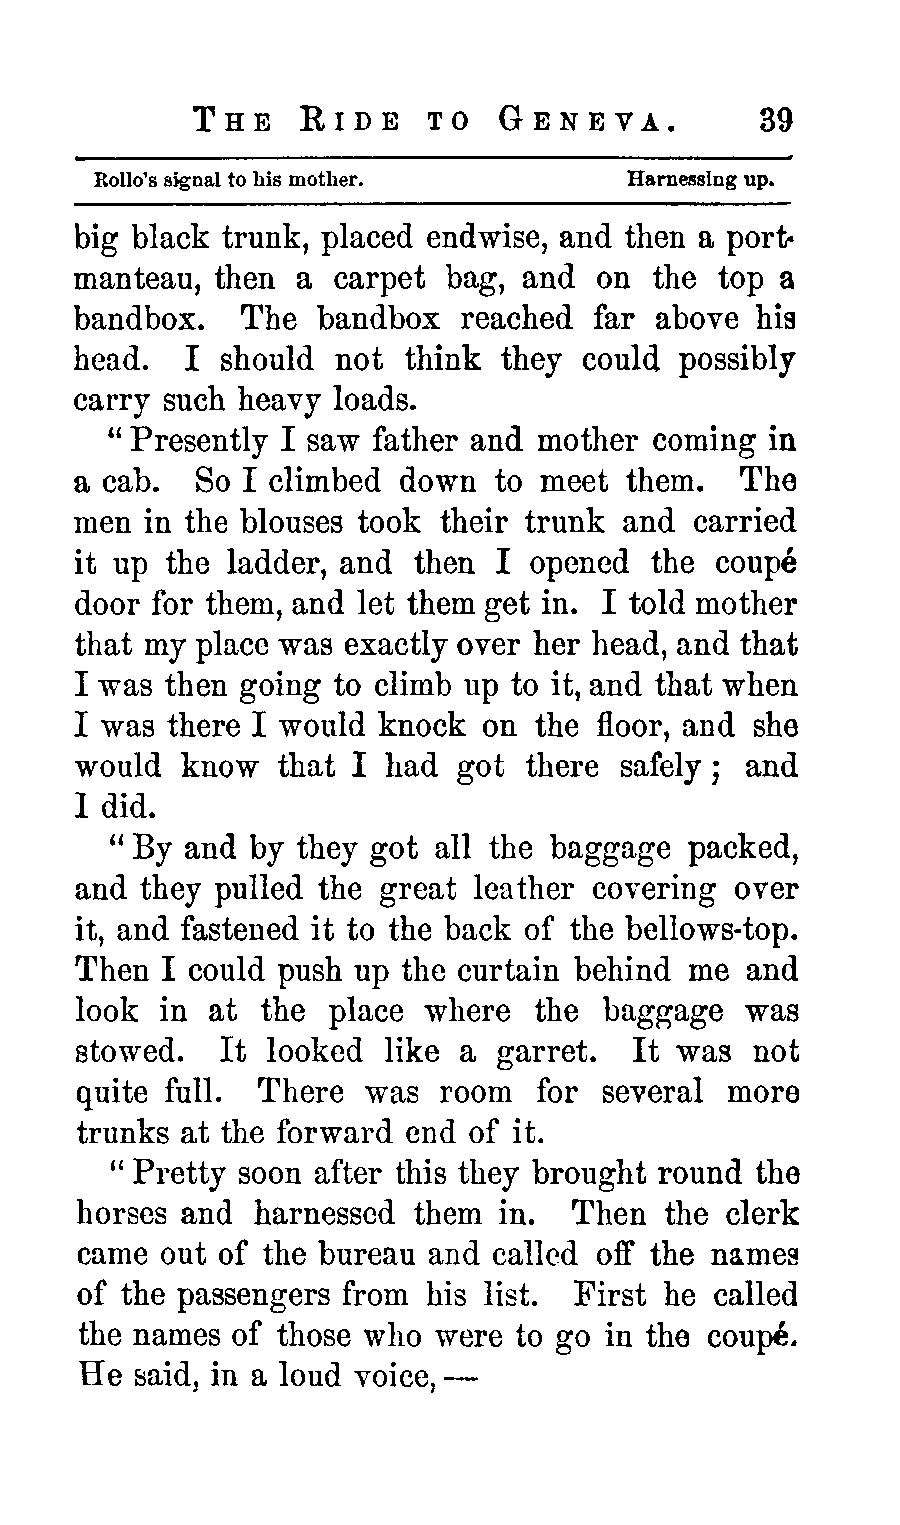 THE RIDE TO GENEVA. 39
Rollo's signal to his mother. Harnessing up.
big black trunk, placed endwise, and then a port-
manteau, then a carpet bag, and on the top a
bandbox. The bandbox reached far above his
head. I should not think they could possibly
carry such heavy loads.
“Presently I saw father and mother coming in
a cab. So I climbed down to meet them. The
men in the blouses took their trunk and carried
it up the ladder, and then I opened the coupé
door for them, and let them get in. I told mother
that my place was exactly over her head, and that
I was then going to climb up to it, and that when
I was there I would knock on the floor, and she
would know that I had got there safely; and
I did.
“By and by they got all the baggage packed,
and they pulled the great leather covering over
it, and fastened it to the back of the bellows-top.
Then I could push up the curtain behind me and
look in at the place where the baggage was
stowed. It looked like a garret. It was not
quite full. There was room for several more
trunks at the forward end of it.
“Pretty soon after this they brought round the
horses and harnessed them in. Then the clerk
came out of the bureau and called off the names
of the passengers from his list. First he called
the names of those who were to go in the coupé.
He said, in a loud voice,—